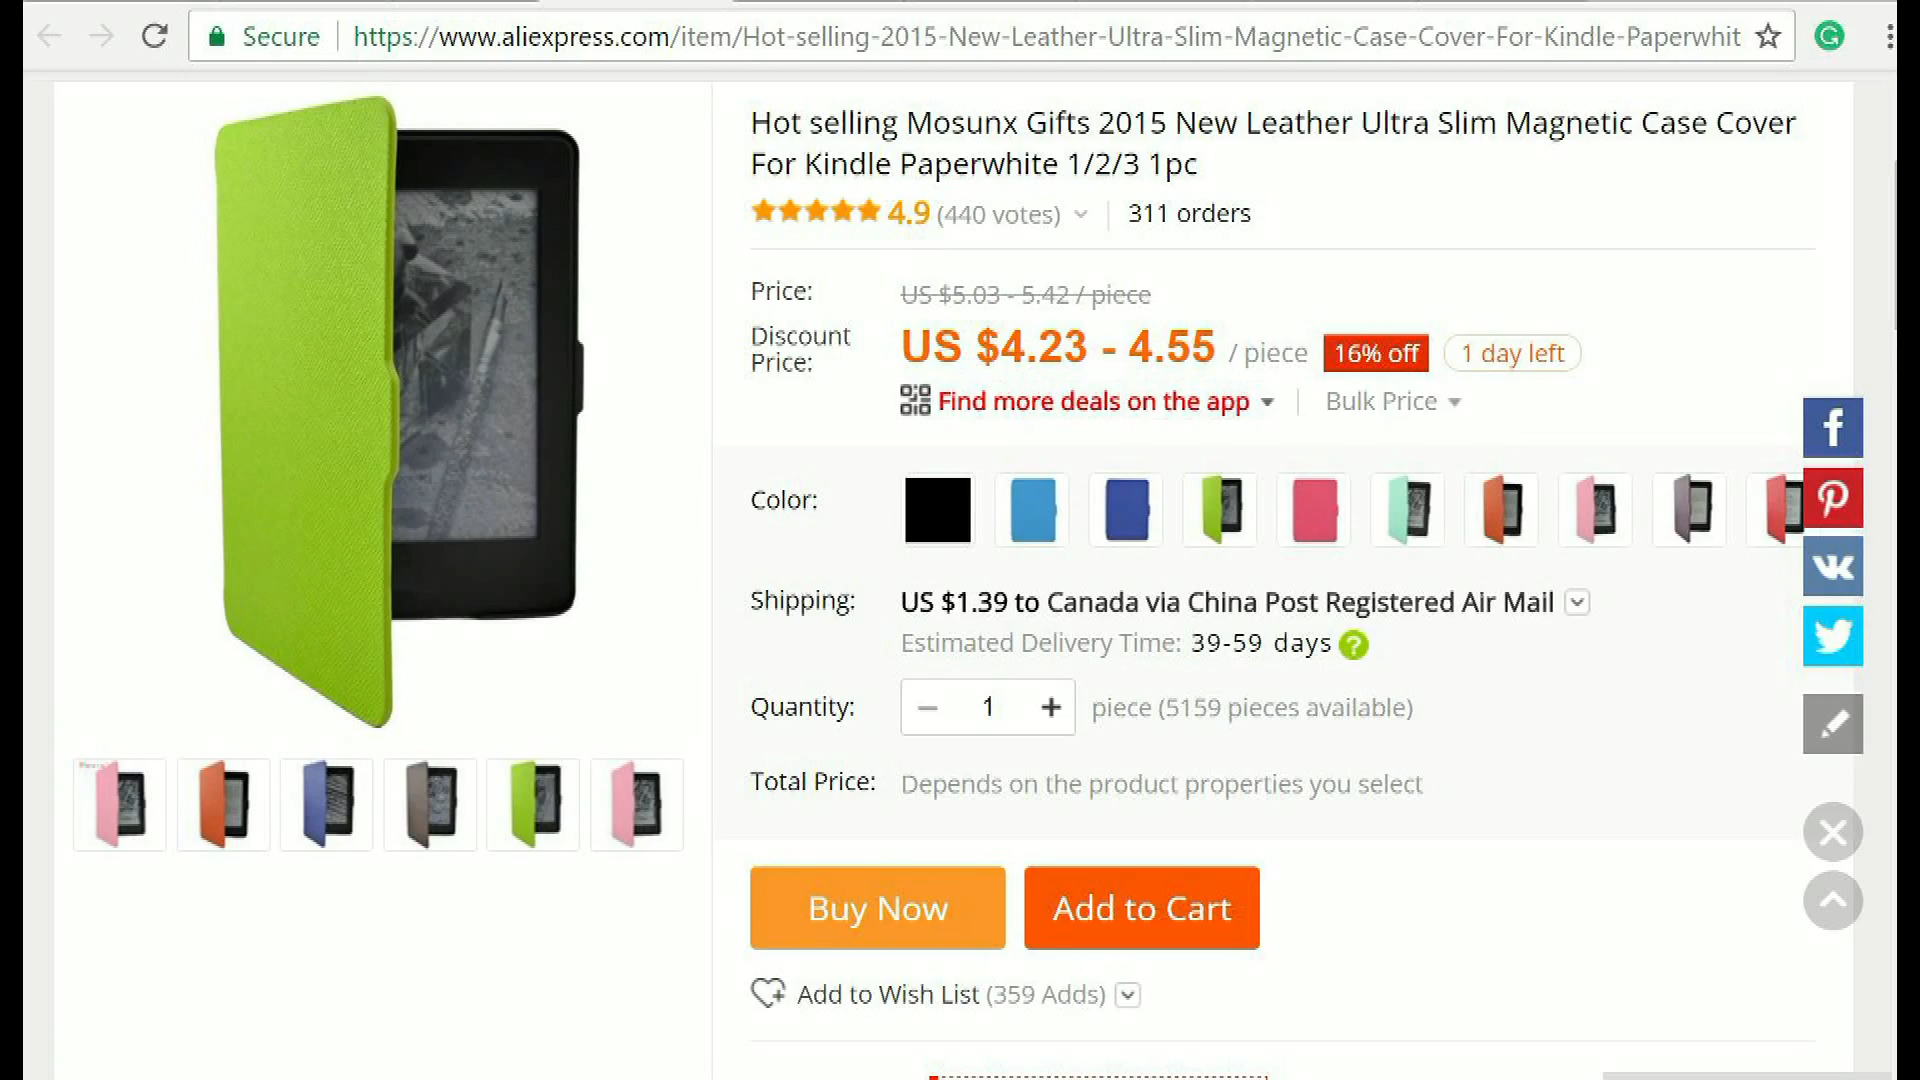 Secure https://www.aliexpress.com/item/Hot-selling-2015-New-Leather-Ultra-Slim-Magnetic-Case-Cover-For-Kindle-Paperwhit
Hot selling Mosunx Gifts 2015 New Leather Ultra Slim Magnetic Case Cover
For Kindle Paperwhite 1/2/3 1pc
4.9 (440 votes) 311 orders
Price: US $5.03 - 5.42 / piece
Discount
Price:
US $4.23 - 4.55 / piece 16% off 1 day left
Find more deals on the app Bulk Price
Color:
Shipping: US $1.39 to Canada via China Post Registered Air Mail
Estimated Delivery Time: 39-59 days ?
Quantity: − 1 + piece (5159 pieces available)
Total Price: Depends on the product properties you select
Buy Now Add to Cart
Add to Wish List (359 Adds)